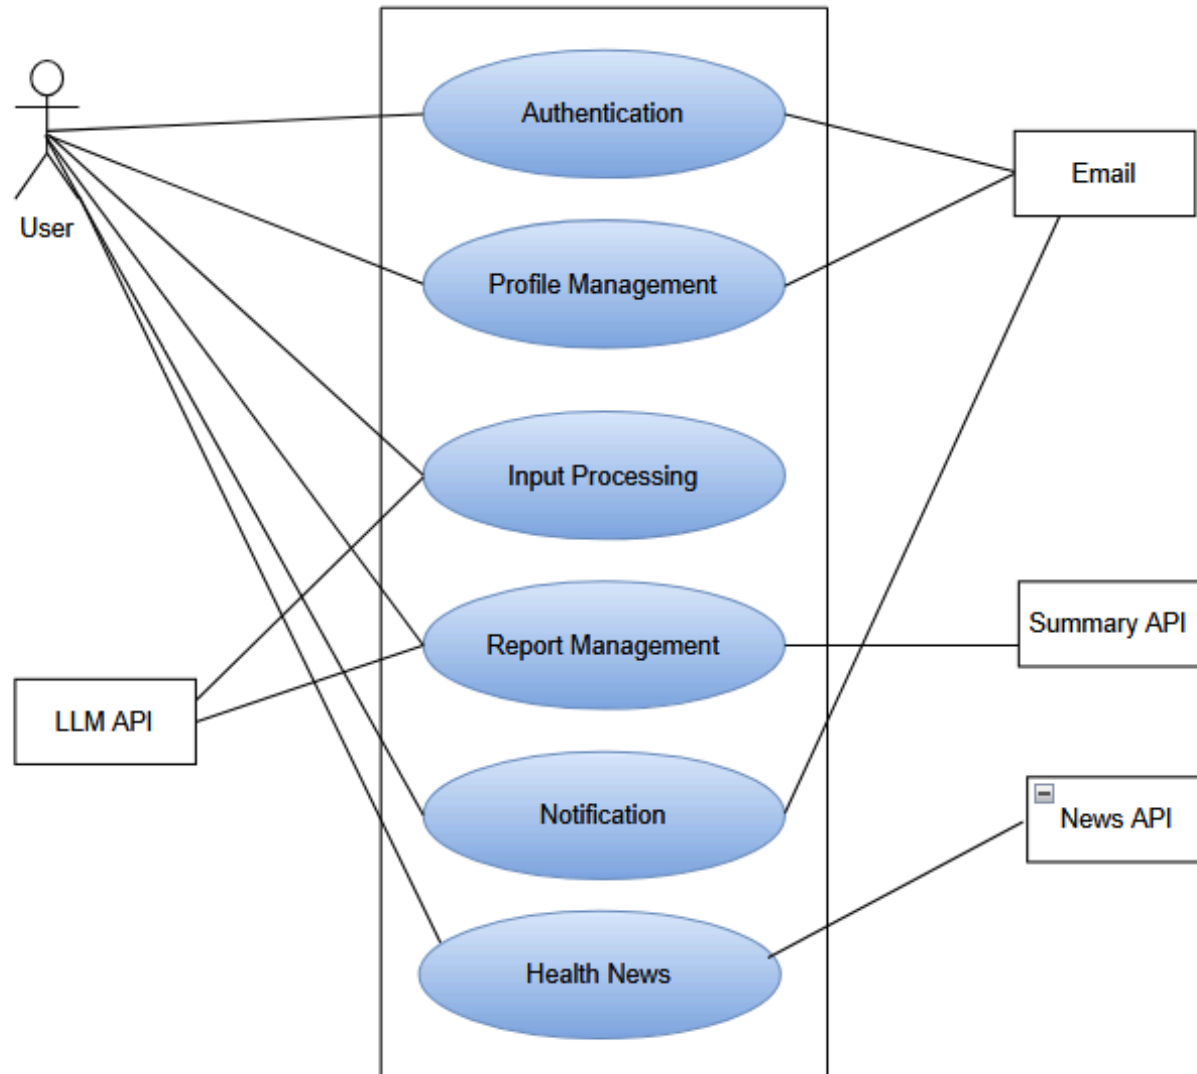 Authentication
Email
User
Profile Management
Input Processing
Summary API
Report Management
LLM API
Notification
News API
Health News